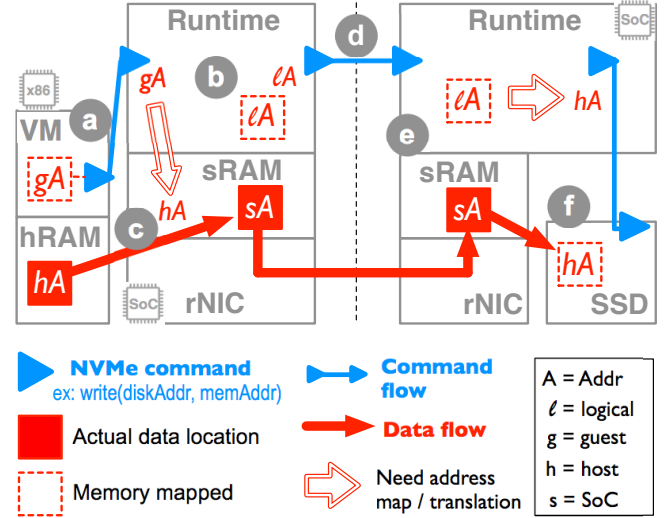 Runtime
d
Runtime
SoC
x86
gA
b
ℓA
ℓA
hA
a
VM
ℓA
e
gA
sRAM
sRAM
hA
c
sA
sA
f
hRAM
hA
hA
SoC
rNIC
rNIC
SSD
NVMe command
ex: write(diskAddr, memAddr)
Command
flow
Actual data location
Data flow
Memory mapped
Need address
map / translation
A = Addr
ℓ = logical
g = guest
h = host
s = SoC